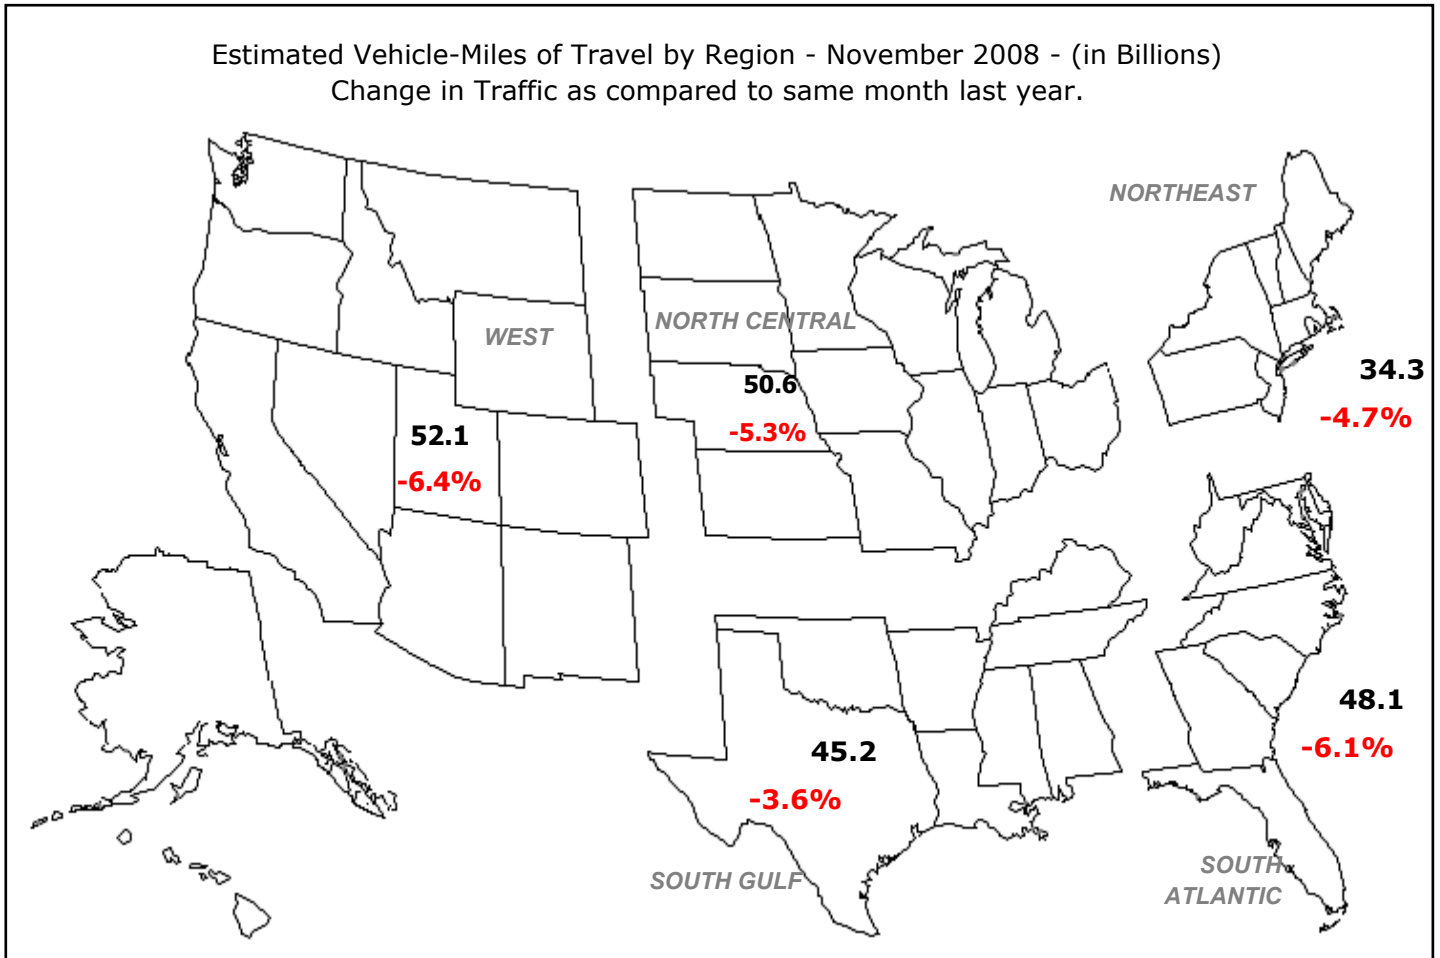 Estimated Vehicle-Miles of Travel by Region - November 2008 - (in Billions)
Change in Traffic as compared to same month last year.
NORTHEAST
WEST
NORTH CENTRAL
34.3
-4.7%
50.6
-5.3%
52.1
-6.4%
48.1
-6.1%
45.2
-3.6%
SOUTH GULF
SOUTH
ATLANTIC